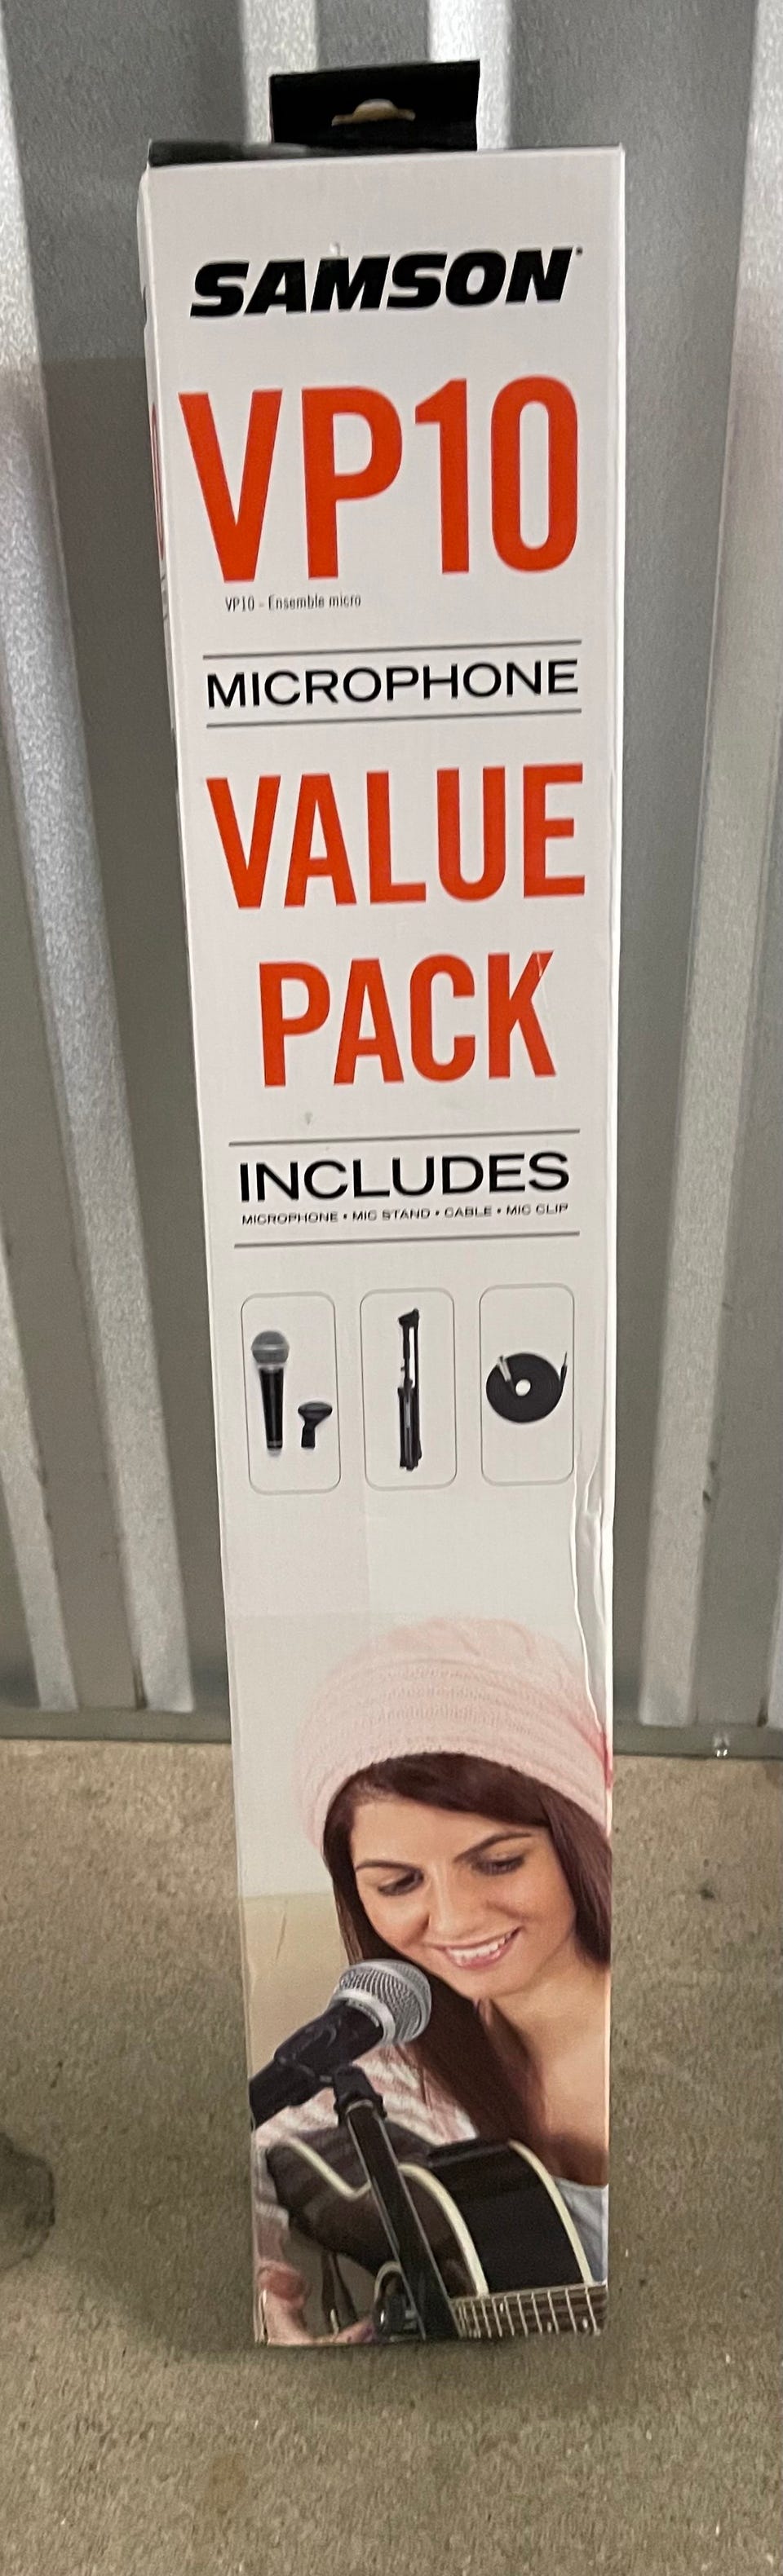 SAMSON
VP10
VP10 - Ensemble micro
MICROPHONE
VALUE
PACK
INCLUDES
MICROPHONE • MIC STAND • CABLE • MIC CLIP